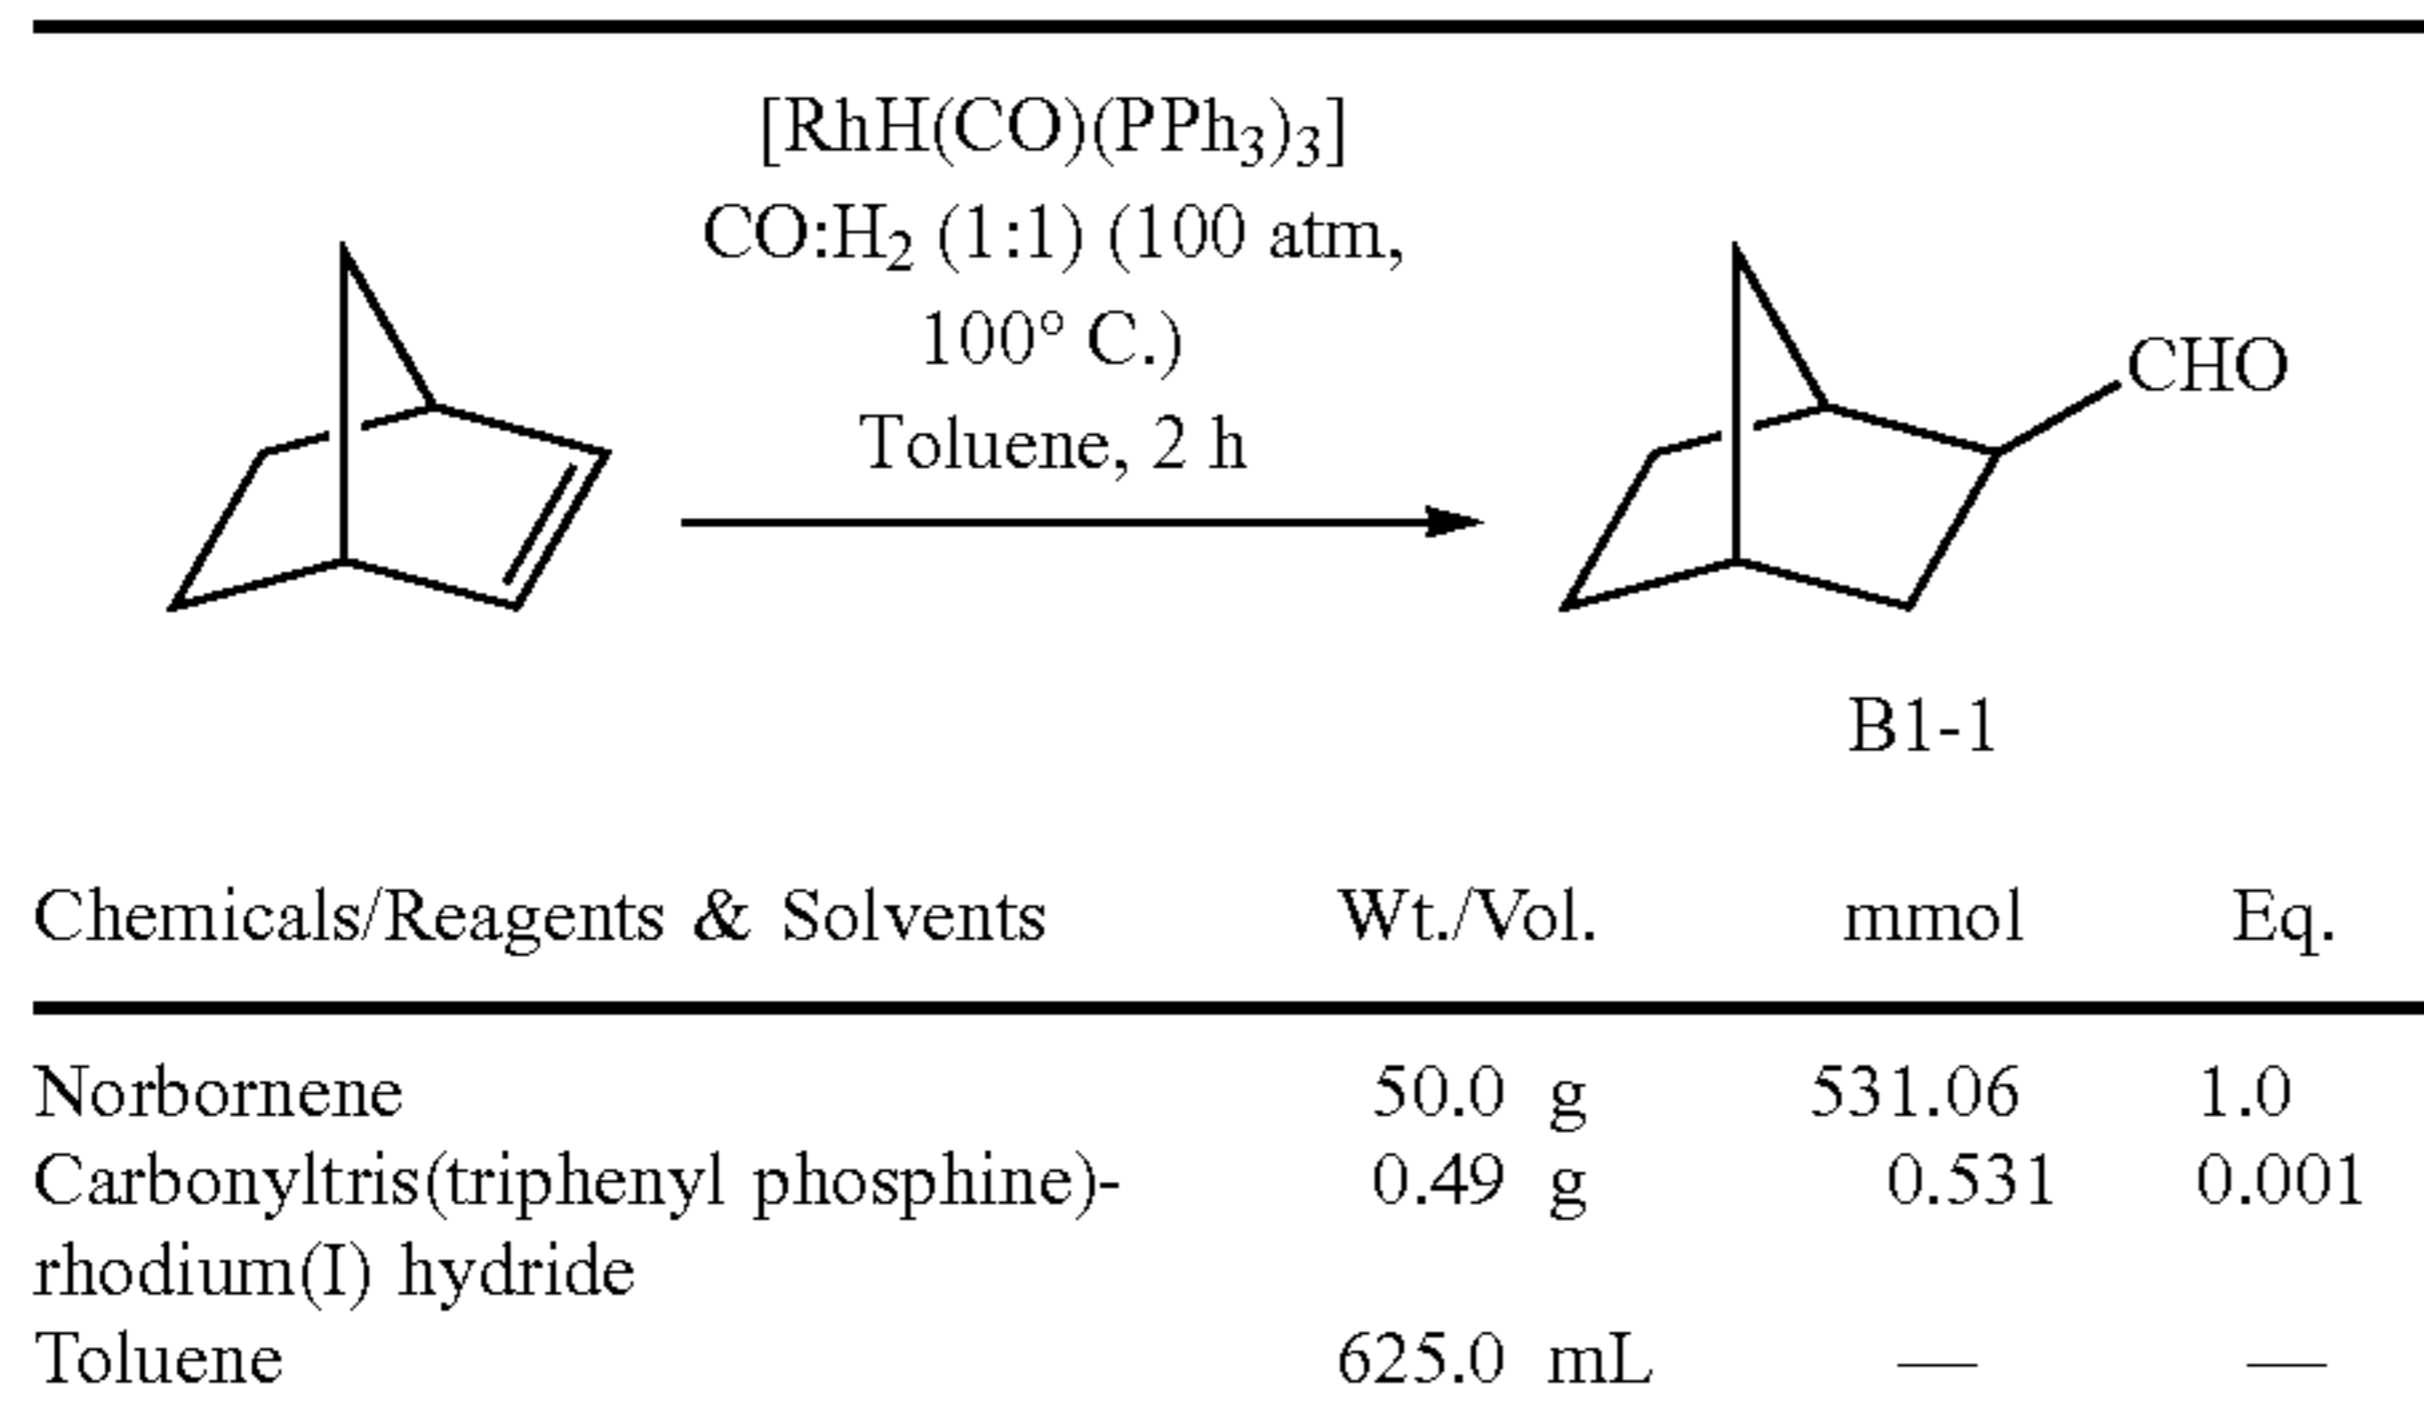 [RhH(CO)(PPh₃)₃]
CO:H₂ (1:1) (100 atm,
100° C.)
Toluene, 2 h
CHO
B1-1
Chemicals/Reagents & Solvents Wt./Vol. mmol Eq.
Norbornene 50.0 g 531.06 1.0
Carbonyltris(triphenyl phosphine)- 0.49 g 0.531 0.001
rhodium(I) hydride
Toluene 625.0 mL — —